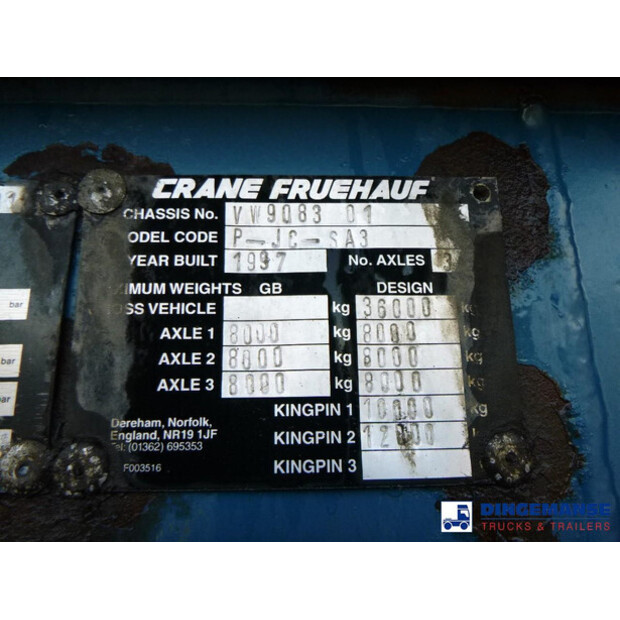 CRANE FRUEHAUF
CHASSIS No. VW9083 01
ODEL CODE P-JC-SA3
YEAR BUILT 1997 No. AXLES 3
IMUM WEIGHTS GB DESIGN
OSS VEHICLE kg 36000 kg
AXLE 1 8000 kg 8000 kg
AXLE 2 8000 kg 8000 kg
AXLE 3 8000 kg 8000 kg
KINGPIN 1 10000 kg
KINGPIN 2 12000
KINGPIN 3
Dereham, Norfolk,
England, NR19 1JF
Tel: (01362) 695353
F003516
bar
bar
bar
bar
DINGEMANSE
TRUCKS & TRAILERS